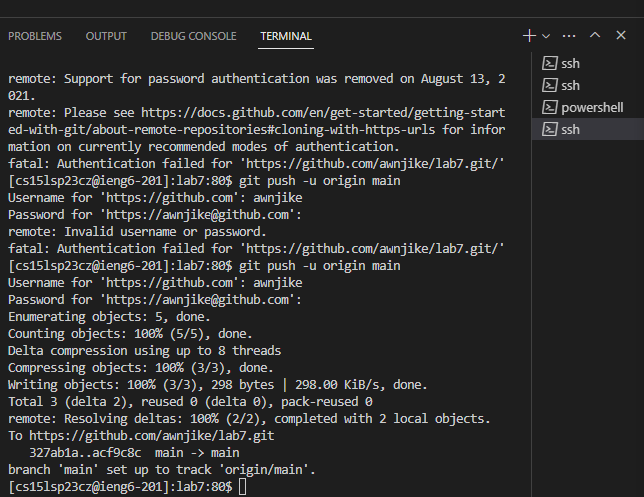 PROBLEMS OUTPUT DEBUG CONSOLE TERMINAL
remote: Support for password authentication was removed on August 13, 2
021.
remote: Please see https://docs.github.com/en/get-started/getting-start
ed-with-git/about-remote-repositories#cloning-with-https-urls for infor
mation on currently recommended modes of authentication.
fatal: Authentication failed for 'https://github.com/awnjike/lab7.git/'
[cs15lsp23cz@ieng6-201]:lab7:80$ git push -u origin main
Username for 'https://github.com': awnjike
Password for 'https://awnjike@github.com':
remote: Invalid username or password.
fatal: Authentication failed for 'https://github.com/awnjike/lab7.git/'
[cs15lsp23cz@ieng6-201]:lab7:80$ git push -u origin main
Username for 'https://github.com': awnjike
Password for 'https://awnjike@github.com':
Enumerating objects: 5, done.
Counting objects: 100% (5/5), done.
Delta compression using up to 8 threads
Compressing objects: 100% (3/3), done.
Writing objects: 100% (3/3), 298 bytes | 298.00 KiB/s, done.
Total 3 (delta 2), reused 0 (delta 0), pack-reused 0
remote: Resolving deltas: 100% (2/2), completed with 2 local objects.
To https://github.com/awnjike/lab7.git
   327ab1a..acf9c8c  main -> main
branch 'main' set up to track 'origin/main'.
[cs15lsp23cz@ieng6-201]:lab7:80$
ssh
ssh
powershell
ssh